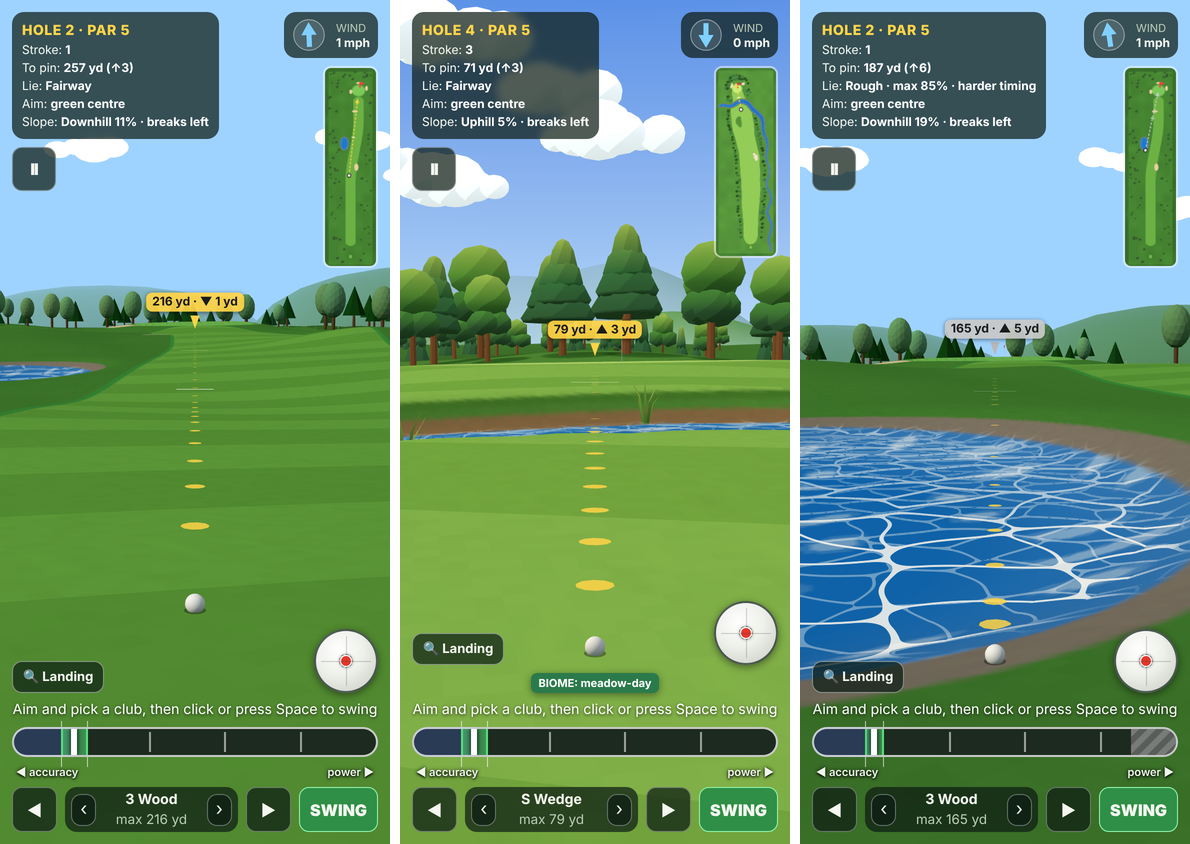 HOLE 2 · PAR 5
Stroke: 1
To pin: 257 yd (↑3)
Lie: Fairway
Aim: green centre
Slope: Downhill 11% · breaks left
WIND
1 mph
216 yd · ▼ 1 yd
🔍 Landing
Aim and pick a club, then click or press Space to swing
◀ accuracy
power ▶
◀
‹
3 Wood
max 216 yd
›
▶
SWING
HOLE 4 · PAR 5
Stroke: 3
To pin: 71 yd (↑3)
Lie: Fairway
Aim: green centre
Slope: Uphill 5% · breaks left
WIND
0 mph
79 yd · ▲ 3 yd
🔍 Landing
BIOME: meadow-day
Aim and pick a club, then click or press Space to swing
◀ accuracy
power ▶
◀
‹
S Wedge
max 79 yd
›
▶
SWING
HOLE 2 · PAR 5
Stroke: 1
To pin: 187 yd (↑6)
Lie: Rough · max 85% · harder timing
Aim: green centre
Slope: Downhill 19% · breaks left
WIND
1 mph
165 yd · ▲ 5 yd
🔍 Landing
Aim and pick a club, then click or press Space to swing
◀ accuracy
power ▶
◀
‹
3 Wood
max 165 yd
›
▶
SWING